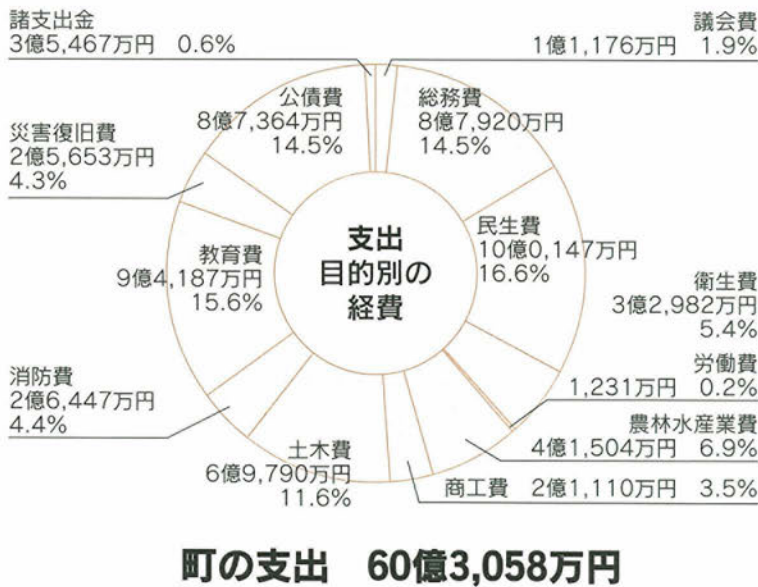 諸支出金
3億5,467万円 0.6%
議会費
1億1,176万円 1.9%
公債費
8億7,364万円
14.5%
総務費
8億7,920万円
14.5%
災害復旧費
2億5,653万円
4.3%
支出
目的別の
経費
民生費
10億0,147万円
16.6%
教育費
9億4,187万円
15.6%
衛生費
3億2,982万円
5.4%
労働費
1,231万円 0.2%
消防費
2億6,447万円
4.4%
農林水産業費
4億1,504万円 6.9%
土木費
6億9,790万円
11.6%
商工費 2億1,110万円 3.5%
町の支出 60億3,058万円